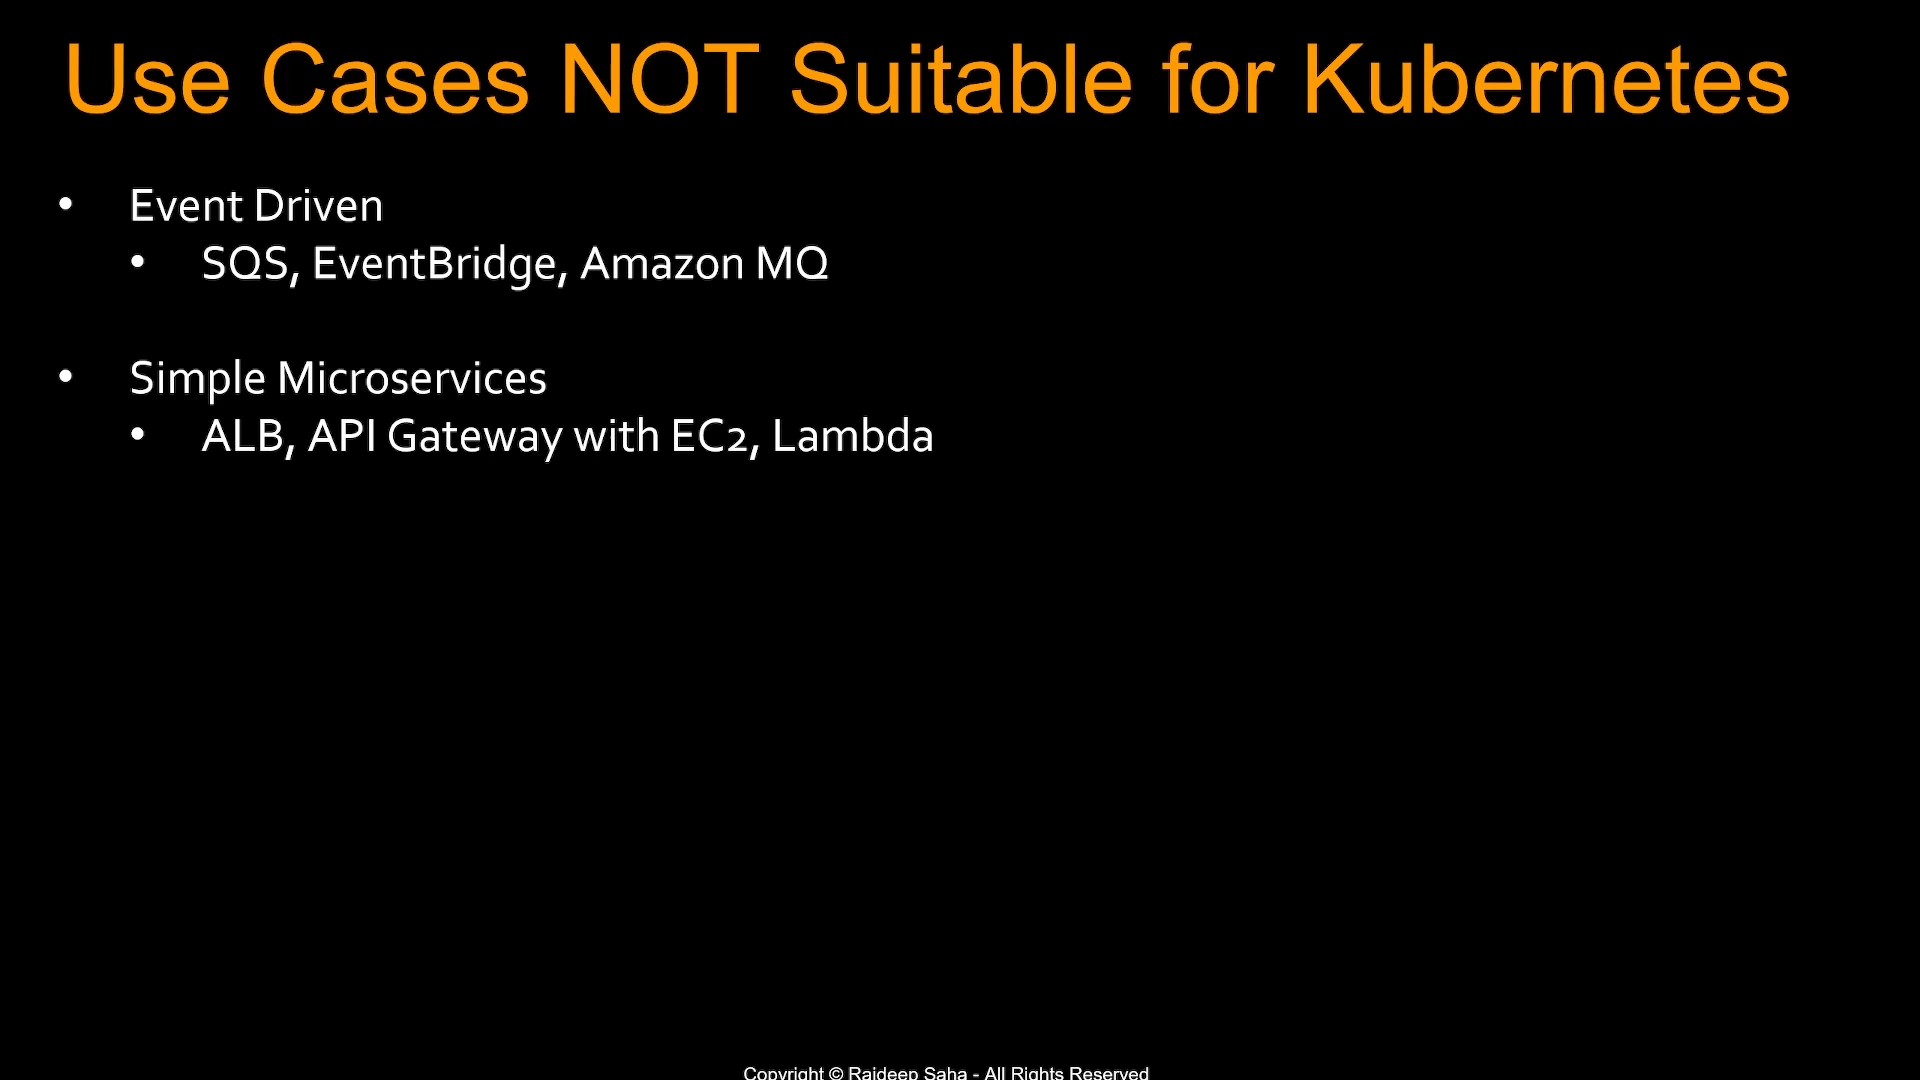 Use Cases NOT Suitable for Kubernetes
• Event Driven
• SQS, EventBridge, Amazon MQ
• Simple Microservices
• ALB, API Gateway with EC2, Lambda
Copyright © Rajdeep Saha - All Rights Reserved